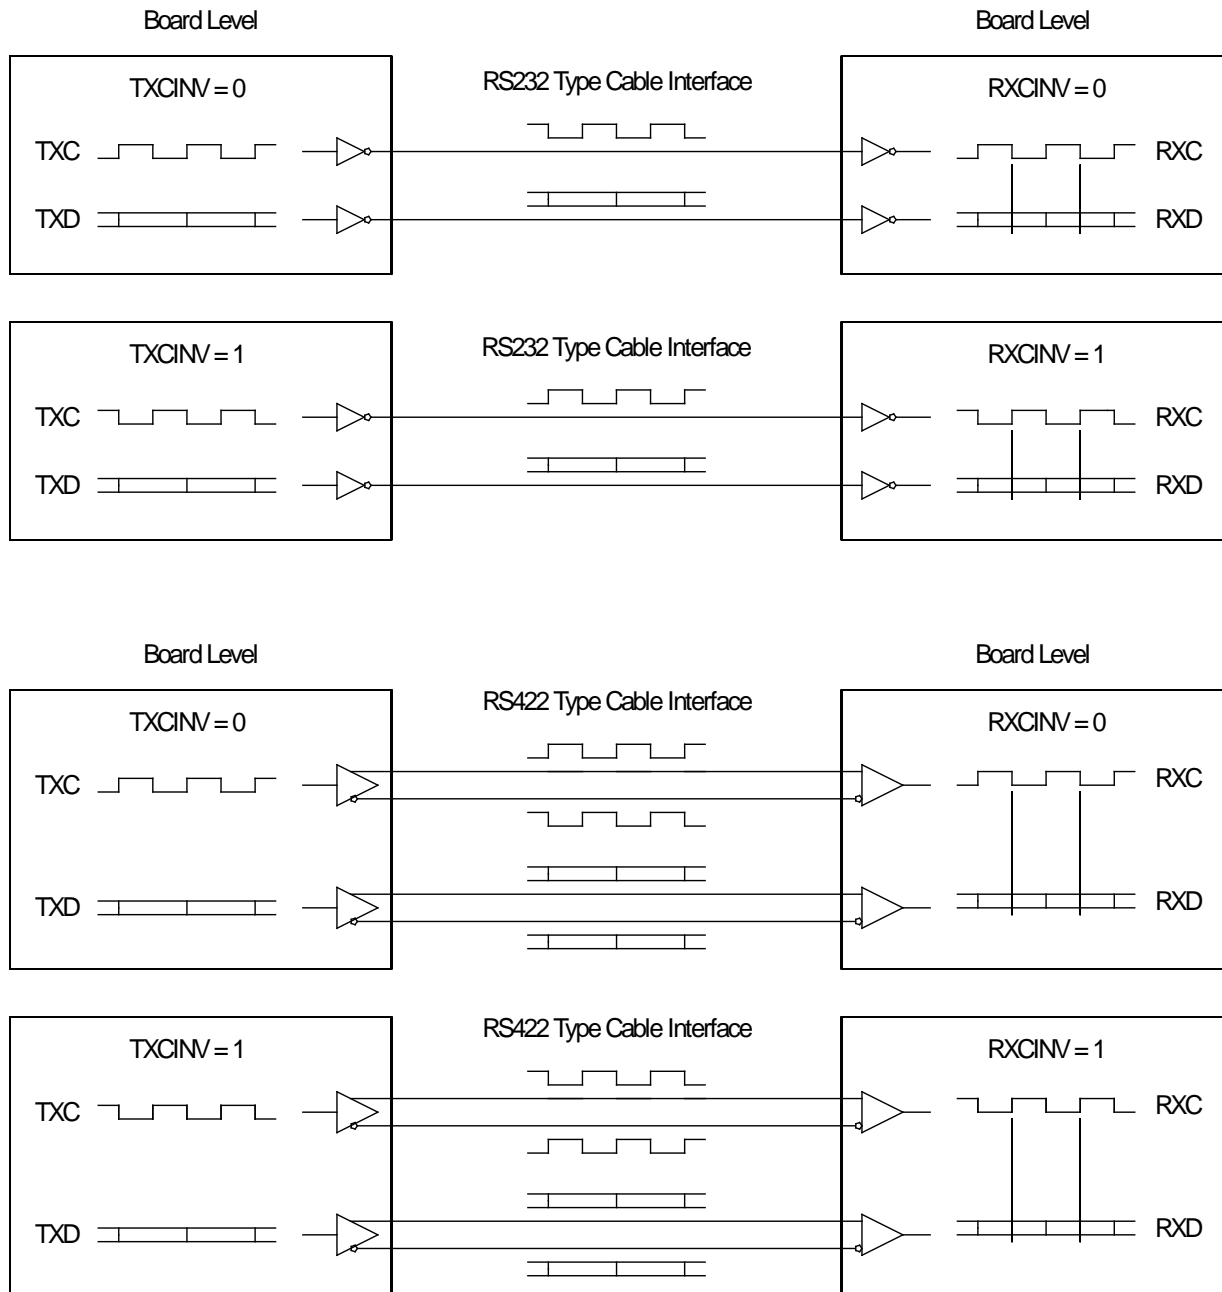 Board Level
Board Level
TXCINV = 0
RS232 Type Cable Interface
RXCINV = 0
TXC
RXC
TXD
RXD
TXCINV = 1
RS232 Type Cable Interface
RXCINV = 1
TXC
RXC
TXD
RXD
Board Level
Board Level
TXCINV = 0
RS422 Type Cable Interface
RXCINV = 0
TXC
RXC
TXD
RXD
TXCINV = 1
RS422 Type Cable Interface
RXCINV = 1
TXC
RXC
TXD
RXD